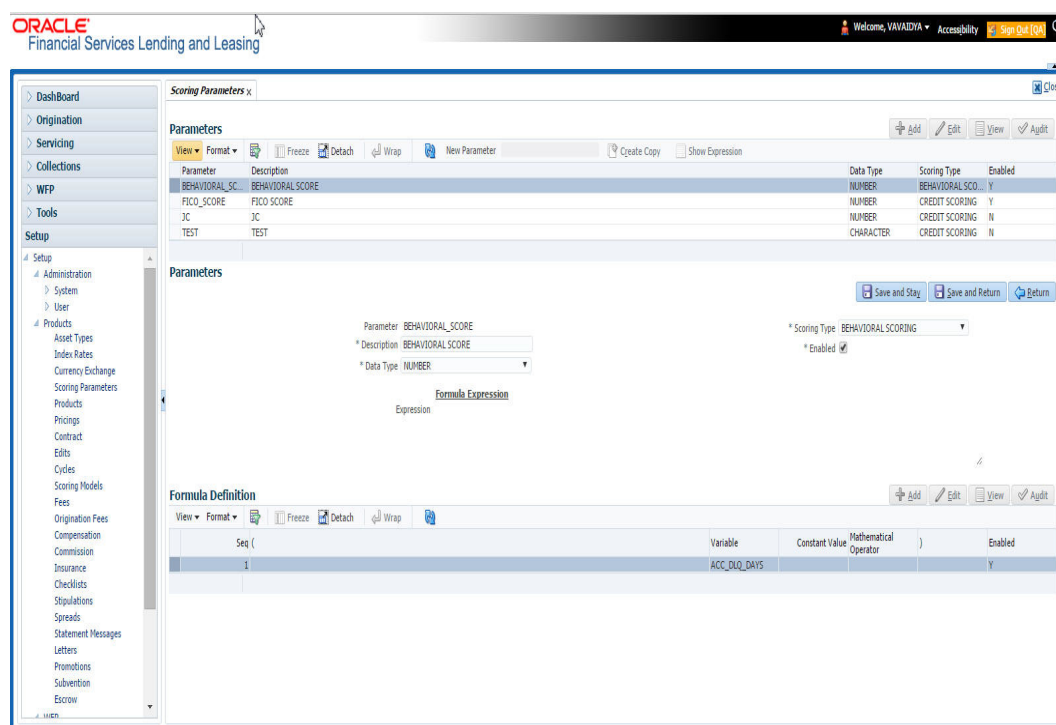 ORACLE
Financial Services Lending and Leasing
Welcome, VAVAIDYA Accessibility Sign Out [QA]
DashBoard
Origination
Servicing
Collections
WFP
Tools
Setup
Setup
Administration
System
User
Products
Asset Types
Index Rates
Currency Exchange
Scoring Parameters
Products
Pricings
Contract
Edits
Cycles
Scoring Models
Fees
Origination Fees
Compensation
Commission
Insurance
Checklists
Stipulations
Spreads
Statement Messages
Letters
Promotions
Subvention
Escrow
WFP
Scoring Parameters x
Clos
Parameters
Add Edit View Audit
View Format Freeze Detach Wrap New Parameter Create Copy Show Expression
Parameter Description Data Type Scoring Type Enabled
BEHAVIORAL_SC... BEHAVIORAL SCORE NUMBER BEHAVIORAL SCO... Y
FICO_SCORE FICO SCORE NUMBER CREDIT SCORING Y
JC JC NUMBER CREDIT SCORING N
TEST TEST CHARACTER CREDIT SCORING N
Parameters
Save and Stay Save and Return Return
Parameter BEHAVIORAL_SCORE
* Description BEHAVIORAL SCORE
* Data Type NUMBER
* Scoring Type BEHAVIORAL SCORING
* Enabled
Formula Expression
Expression
Formula Definition
Add Edit View Audit
View Format Freeze Detach Wrap
Seq ( Variable Constant Value Mathematical Operator ) Enabled
1 ACC_DLQ_DAYS Y